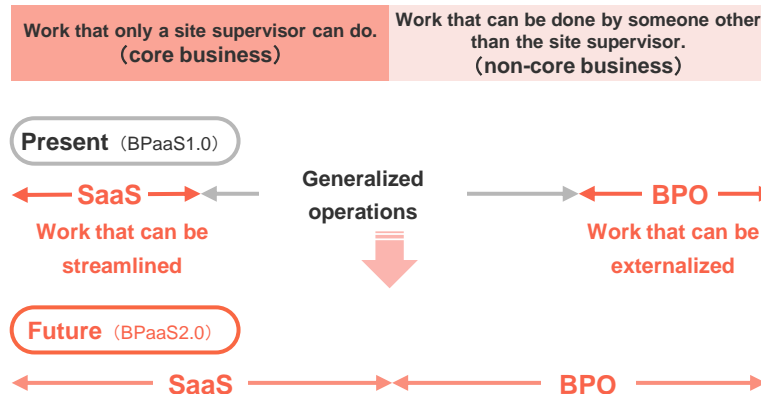 Work that only a site supervisor can do.
（core business）
Work that can be done by someone other
than the site supervisor.
（non-core business）
Present（BPaaS1.0）
SaaS
Generalized
operations
BPO
Work that can be
streamlined
Work that can be
externalized
Future（BPaaS2.0）
SaaS
BPO